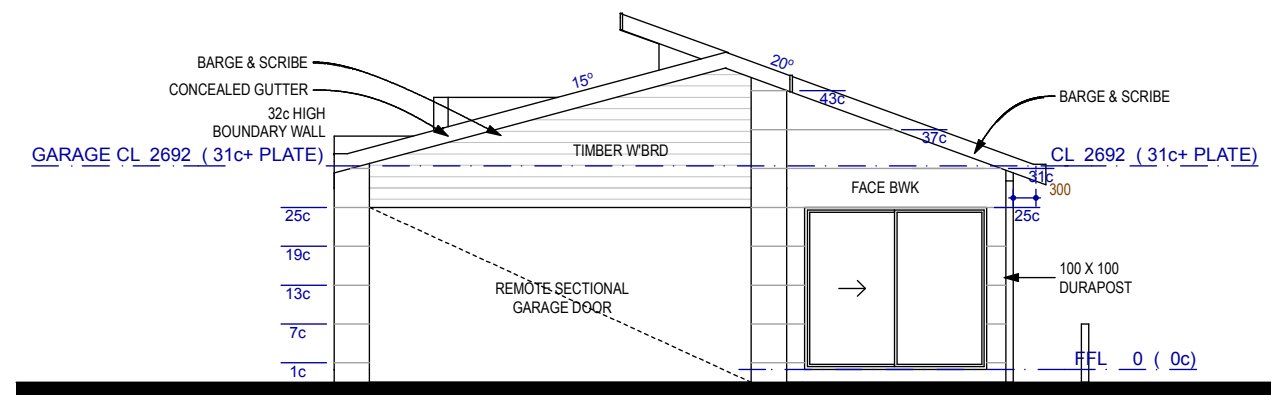 20º
BARGE & SCRIBE
15º
CONCEALED GUTTER
43c
BARGE & SCRIBE
32c HIGH
BOUNDARY WALL
37c
TIMBER W'BRD
GARAGE CL 2692 ( 31c+ PLATE)
CL 2692 ( 31c+ PLATE)
31c
FACE BWK
300
25c
25c
19c
100 X 100
DURAPOST
REMOTE SECTIONAL
GARAGE DOOR
13c
7c
FFL 0 ( 0c)
1c